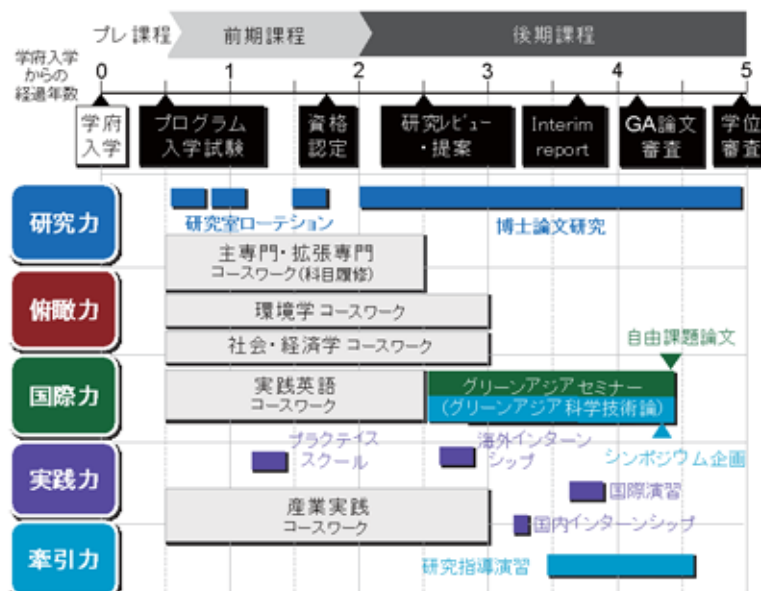 プレ課程
前期課程
後期課程
学府入学
からの
経過年数
0
1
2
3
4
5
学府
入学
プログラム
入学試験
資格
認定
研究レビュー
・提案
Interim
report
GA論文
審査
学位
審査
研究力
研究室ローテション
博士論文研究
主専門・拡張専門
コースワーク(科目履修)
俯瞰力
環境学 コースワーク
社会・経済学 コースワーク
自由課題論文
国際力
実践英語
コースワーク
グリーンアジアセミナー
(グリーンアジア科学技術論)
プラクティス
スクール
海外インターン
シップ
シンポジウム企画
実践力
国際演習
産業実践
コースワーク
国内インターンシップ
牽引力
研究指導演習